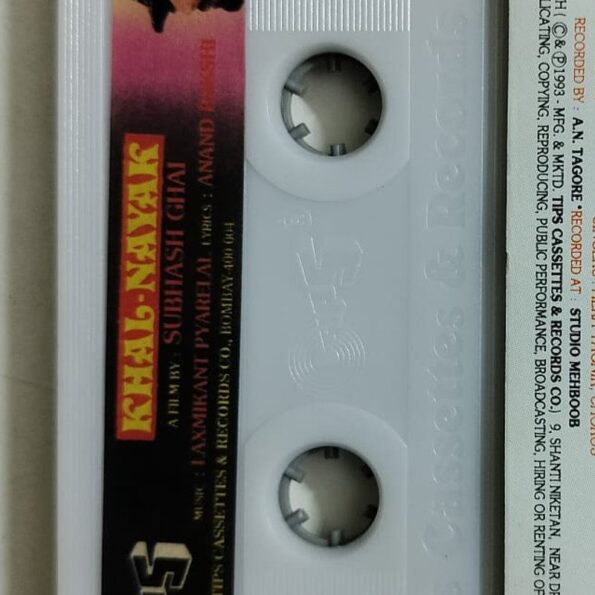 KHAL-NAYAK
A FILM BY : SUBHASH GHAI
MUSIC : LAXMIKANT PYARELAL LYRICS : ANAND BAKSHI
TIPS CASSETTES & RECORDS CO., BOMBAY-400 004
Cassettes & Records
RECORDED BY : A.N. TAGORE * RECORDED AT : STUDIO MEHBOOB
(© & ℗ 1993 - MFG. & MKTD. TIPS CASSETTES & RECORDS CO.) 9, SHANTI NIKETAN, NEAR
COPYING, REPRODUCING, PUBLIC PERFORMANCE, BROADCASTING, HIRING OR RENTING OF